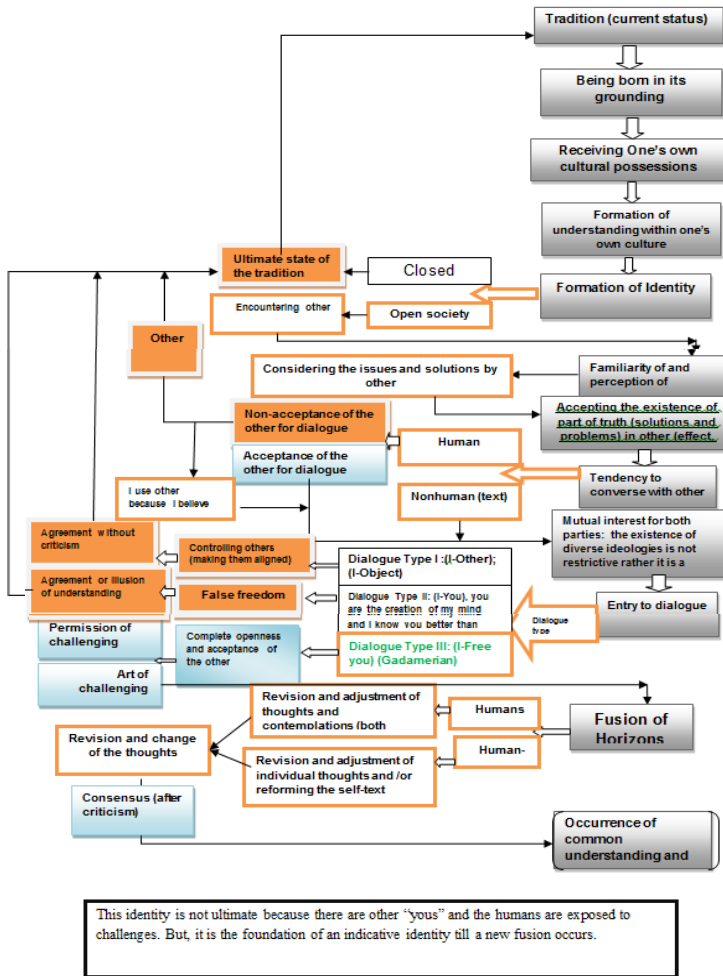 Tradition (current status)
Being born in its
grounding
Receiving One's own
cultural possessions
Formation of
understanding within one's
own culture
Formation of Identity
Ultimate state of
the tradition
Closed
Encountering other
Open society
Other
Considering the issues and solutions by
other
Familiarity of and
perception of
Non-acceptance of the
other for dialogue
Acceptance of the
other for dialogue
Human
Accepting the existence of
part of truth (solutions and
problems) in other (effect,
Tendency to
converse with other
I use other
because I believe
Nonhuman (text)
Mutual interest for both
parties: the existence of
diverse ideologies is not
restrictive rather it is a
Agreement without
criticism
Controlling others
(making them aligned)
Dialogue Type I :(I-Other);
(I-Object)
Agreement or illusion of
understanding
False freedom
Dialogue Type II: (I-You), you
are the creation of my mind
and I know you better than
Entry to dialogue
Dialogue
type
Permission of
challenging
Complete openness
and acceptance of
the other
Dialogue Type III: (I-Free
you) (Gadamerian)
Art of
challenging
Revision and adjustment of
thoughts and
contemplations (both
Humans
Fusion of
Horizons
Revision and change
of the thoughts
Human-
Revision and adjustment of
individual thoughts and /or
reforming the self-text
Consensus (after
criticism)
Occurrence of
common
understanding and
This identity is not ultimate because there are other “yous” and the humans are exposed to
challenges. But, it is the foundation of an indicative identity till a new fusion occurs.